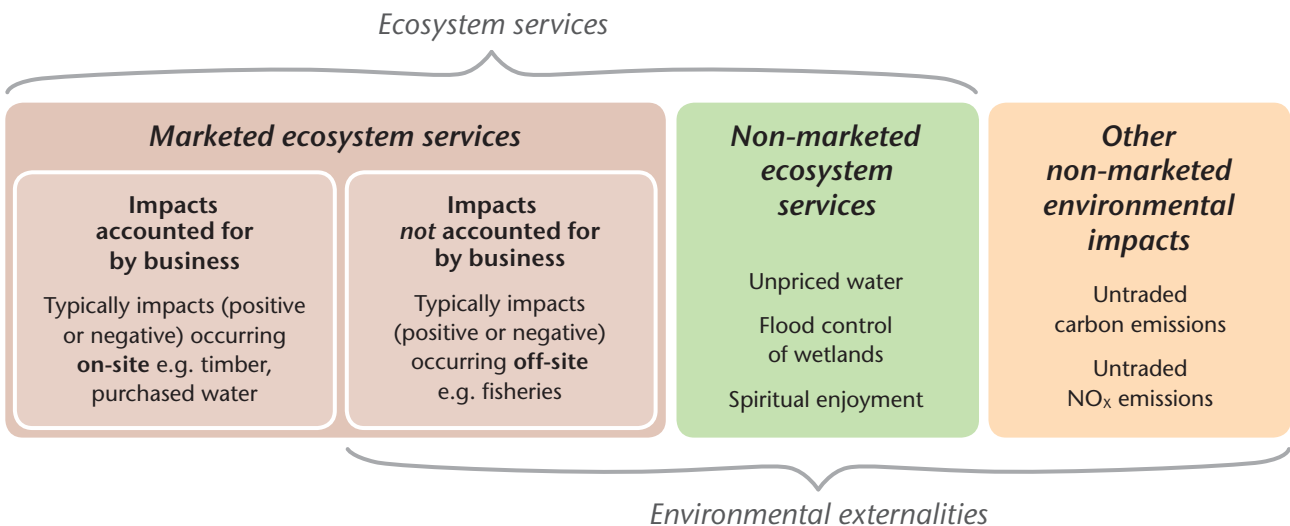 Ecosystem services
Marketed ecosystem services
Impacts
accounted for
by business
Typically impacts (positive
or negative) occurring
on-site e.g. timber,
purchased water
Impacts
not accounted for
by business
Typically impacts
(positive or negative)
occurring off-site
e.g. fisheries
Non-marketed
ecosystem
services
Unpriced water
Flood control
of wetlands
Spiritual enjoyment
Other
non-marketed
environmental
impacts
Untraded
carbon emissions
Untraded
NOX emissions
Environmental externalities